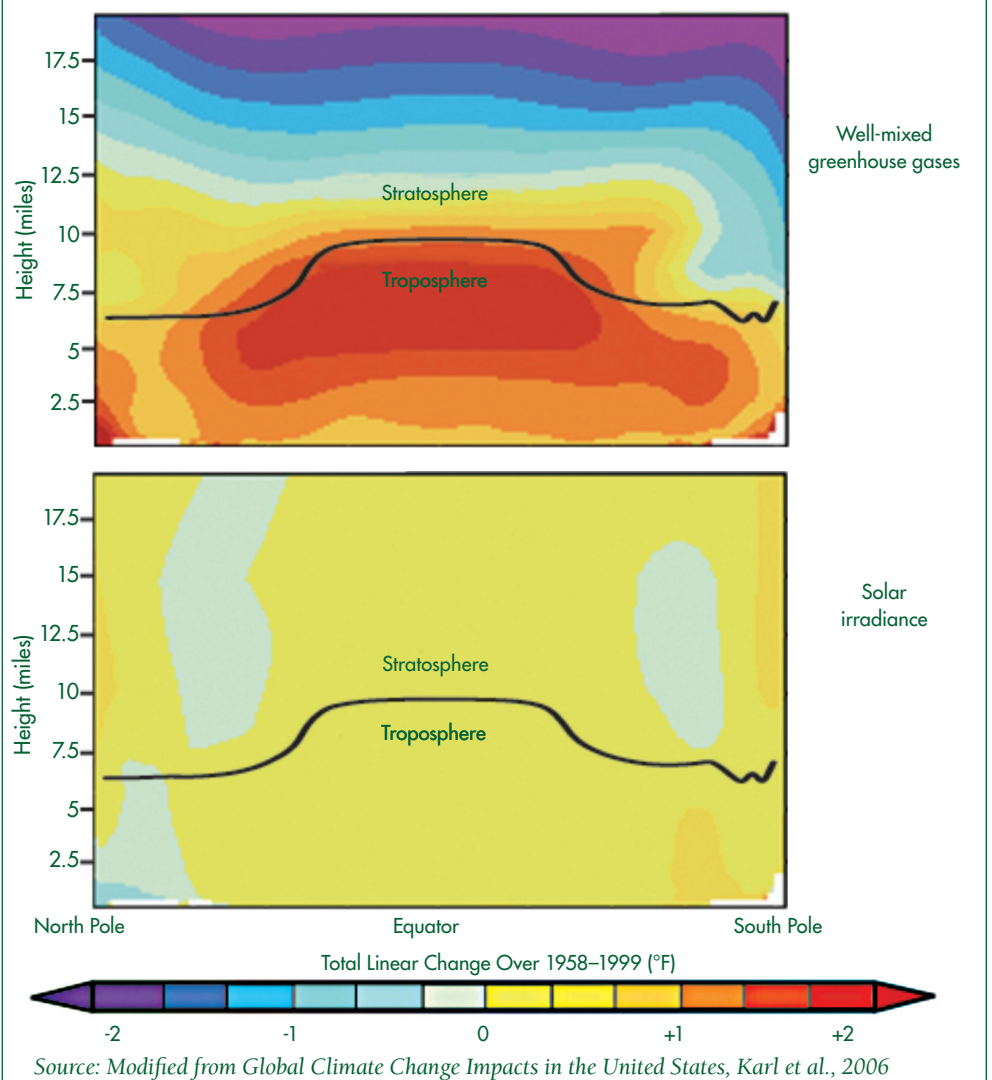 17.5
15
12.5
10
7.5
5
2.5
Height (miles)
Stratosphere
Troposphere
Well-mixed
greenhouse gases
17.5
15
12.5
10
7.5
5
2.5
Height (miles)
Stratosphere
Troposphere
Solar
irradiance
North Pole
Equator
South Pole
Total Linear Change Over 1958–1999 (°F)
-2
-1
0
+1
+2
Source: Modified from Global Climate Change Impacts in the United States, Karl et al., 2006